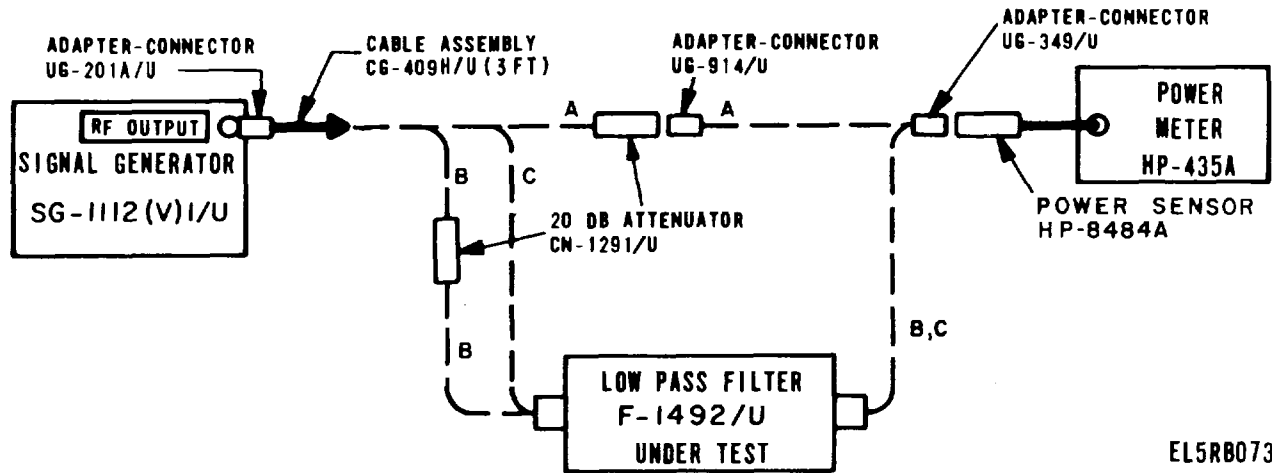 ADAPTER-CONNECTOR
UG-201A/U
CABLE ASSEMBLY
CG-409H/U (3 FT)
ADAPTER-CONNECTOR
UG-914/U
ADAPTER-CONNECTOR
UG-349/U
RF OUTPUT
SIGNAL GENERATOR
SG-1112(V)1/U
A
A
POWER
METER
HP-435A
POWER SENSOR
HP-8484A
B
C
20 DB ATTENUATOR
CN-1291/U
B
B,C
LOW PASS FILTER
F-1492/U
UNDER TEST
EL5RB073